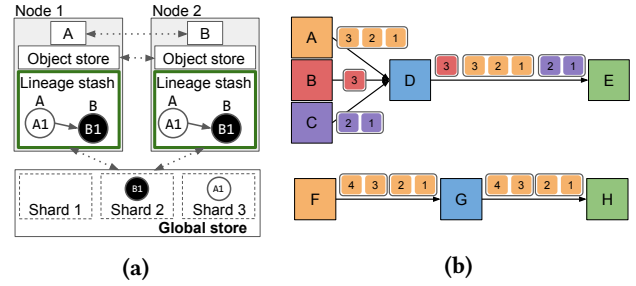 Node 1
Node 2
A
B
Object store
Object store
Lineage stash
Lineage stash
A
B
A1
B1
A
B
A1
B1
B1
A1
Shard 1
Shard 2
Shard 3
Global store
(a)
A
3 2 1
B
3
C
2 1
D
3 3 2 1 2 1
E
F
4 3 2 1
G
4 3 2 1
H
(b)